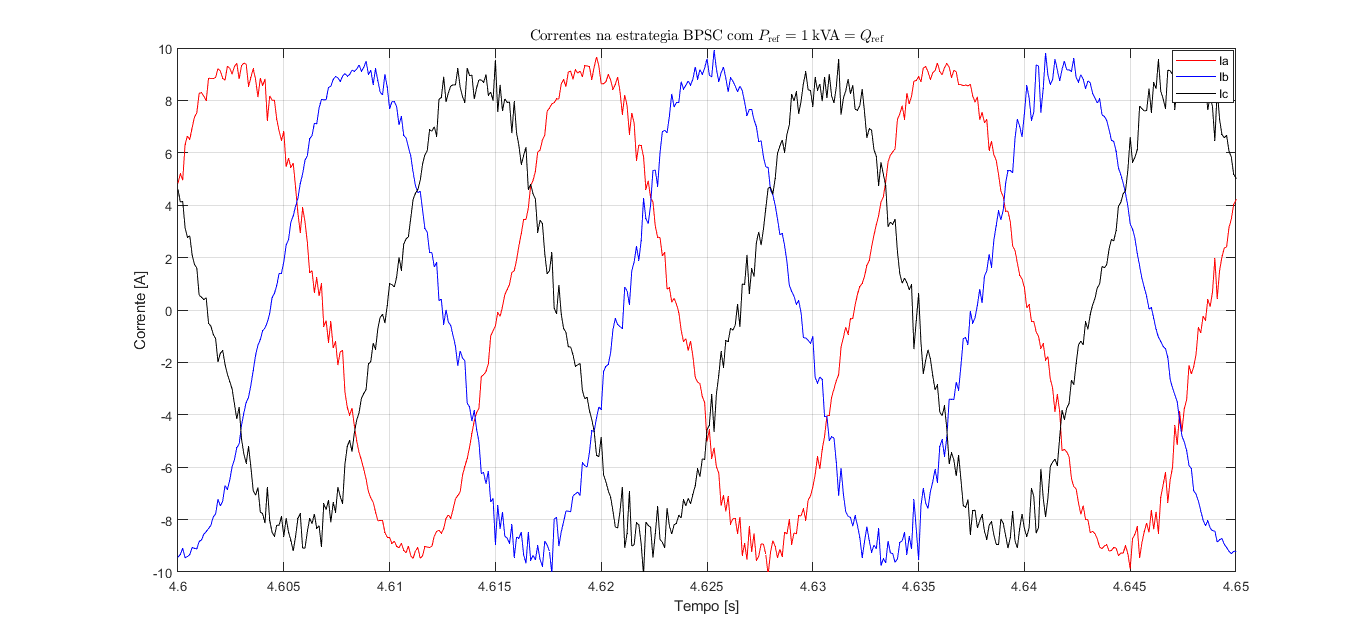 Correntes na estrategia BPSC com P_ref = 1 kVA = Q_ref
Ia
Ib
Ic
10
8
6
4
2
0
-2
-4
-6
-8
-10
Corrente [A]
4.6 4.605 4.61 4.615 4.62 4.625 4.63 4.635 4.64 4.645 4.65
Tempo [s]